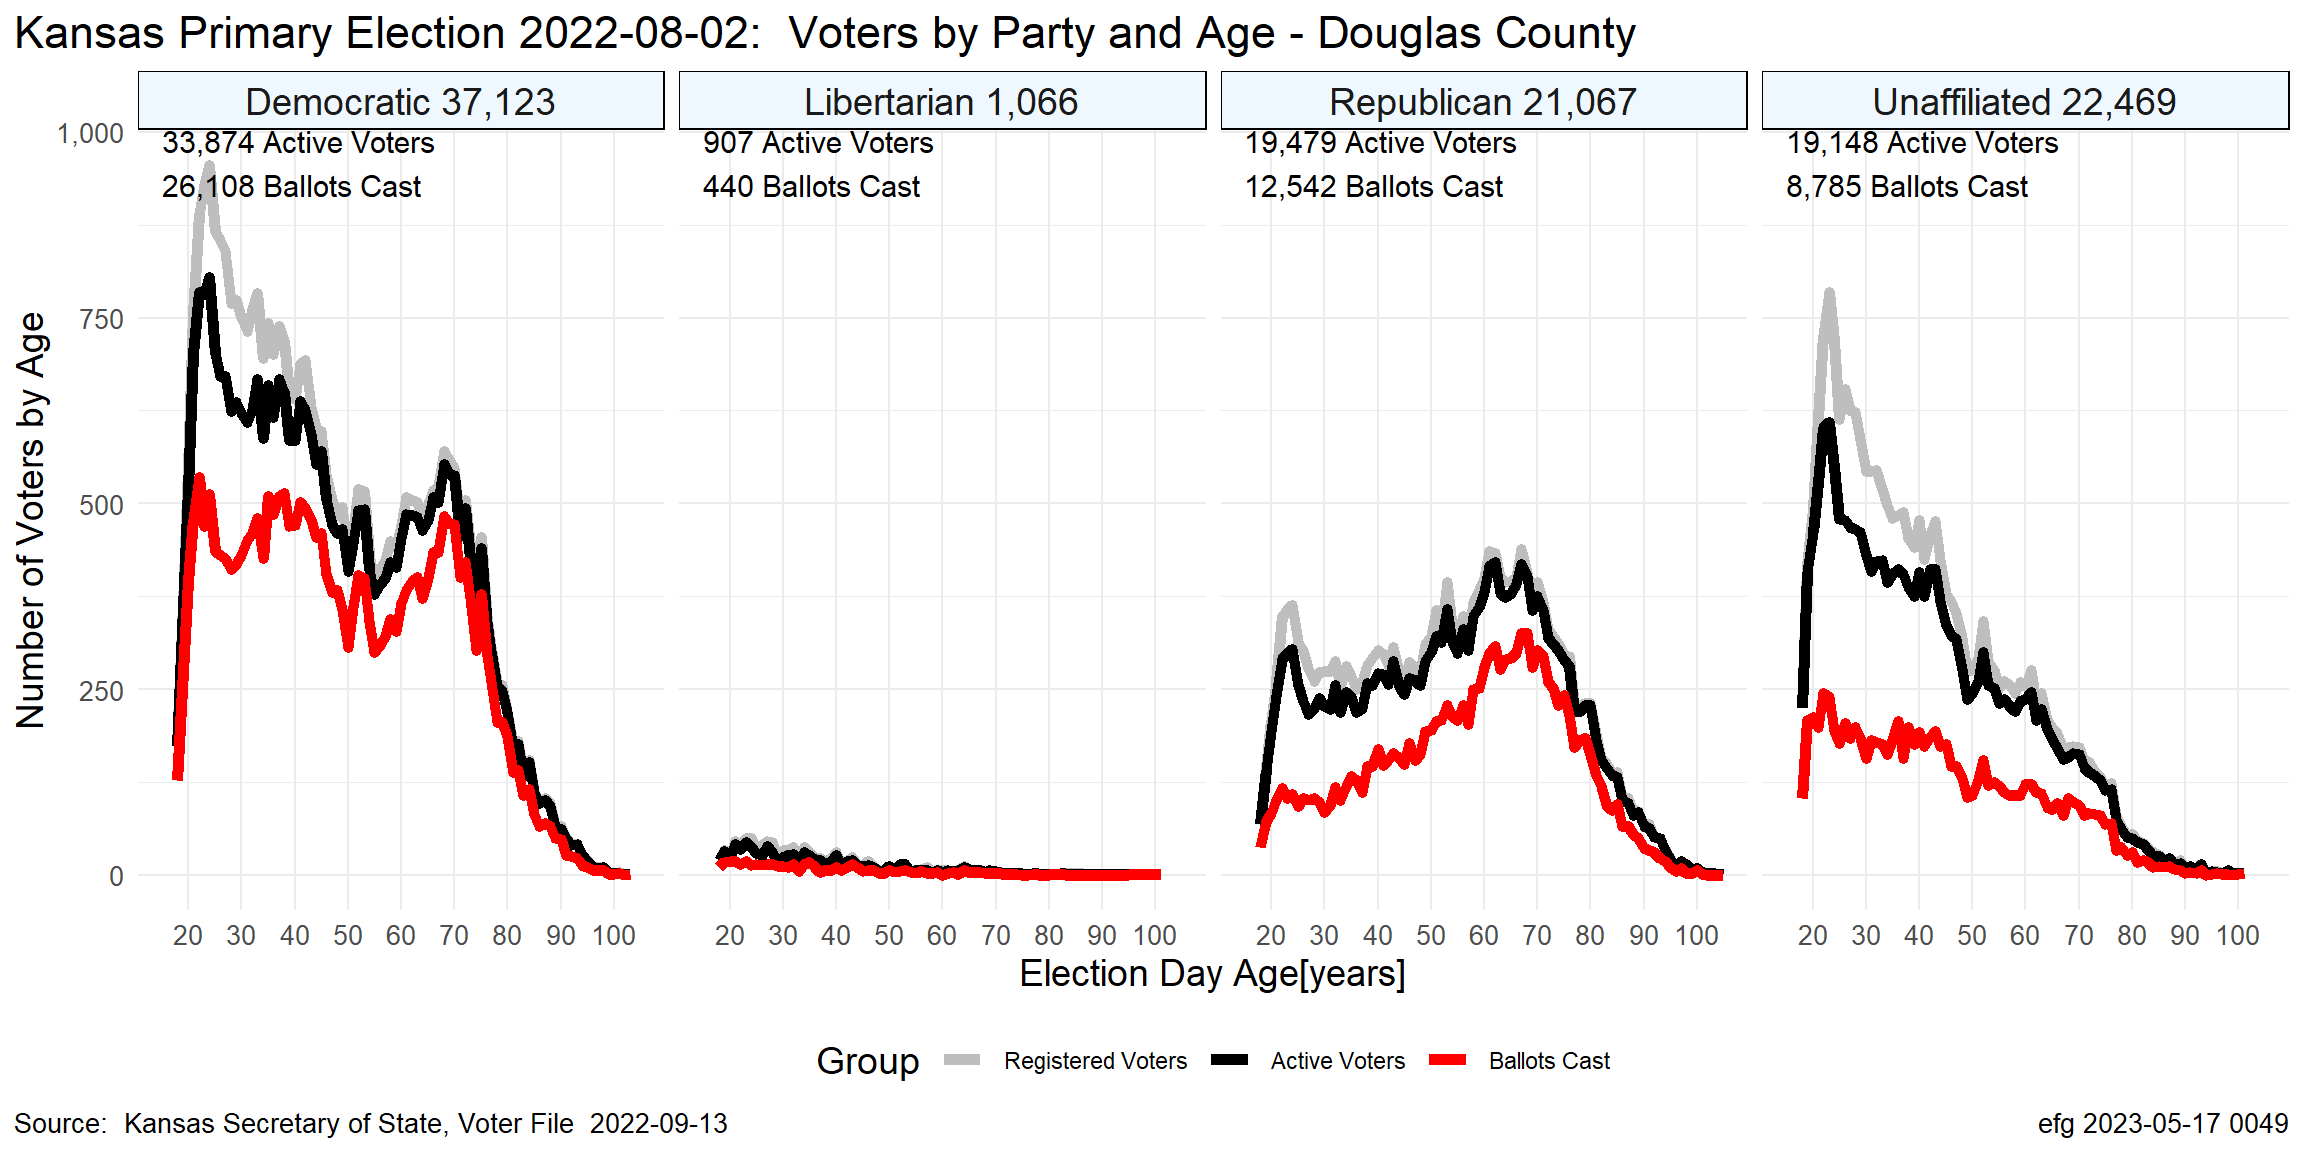 Kansas Primary Election 2022-08-02:  Voters by Party and Age - Douglas County
Democratic 37,123
Libertarian 1,066
Republican 21,067
Unaffiliated 22,469
33,874 Active Voters
26,108 Ballots Cast
907 Active Voters
440 Ballots Cast
19,479 Active Voters
12,542 Ballots Cast
19,148 Active Voters
8,785 Ballots Cast
Number of Voters by Age
1,000
750
500
250
0
20 30 40 50 60 70 80 90 100
20 30 40 50 60 70 80 90 100
20 30 40 50 60 70 80 90 100
20 30 40 50 60 70 80 90 100
Election Day Age[years]
Group Registered Voters Active Voters Ballots Cast
Source:  Kansas Secretary of State, Voter File  2022-09-13
efg 2023-05-17 0049